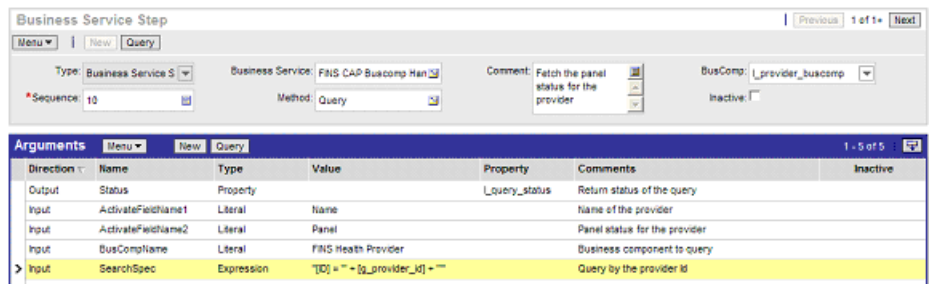 Business Service Step
Previous 1 of 1+ Next
Menu New Query
Type: Business Service S Business Service: FINS CAP Buscomp Han Comment: Fetch the panel status for the provider BusComp: l_provider_buscomp
*Sequence: 10 Method: Query Inactive:
Arguments Menu New Query 1 - 5 of 5
Direction Name Type Value Property Comments Inactive
Output Status Property l_query_status Return status of the query
Input ActivateFieldName1 Literal Name Name of the provider
Input ActivateFieldName2 Literal Panel Panel status for the provider
Input BusCompName Literal FINS Health Provider Business component to query
Input SearchSpec Expression "[ID] = '" + [g_provider_id] + "'" Query by the provider Id